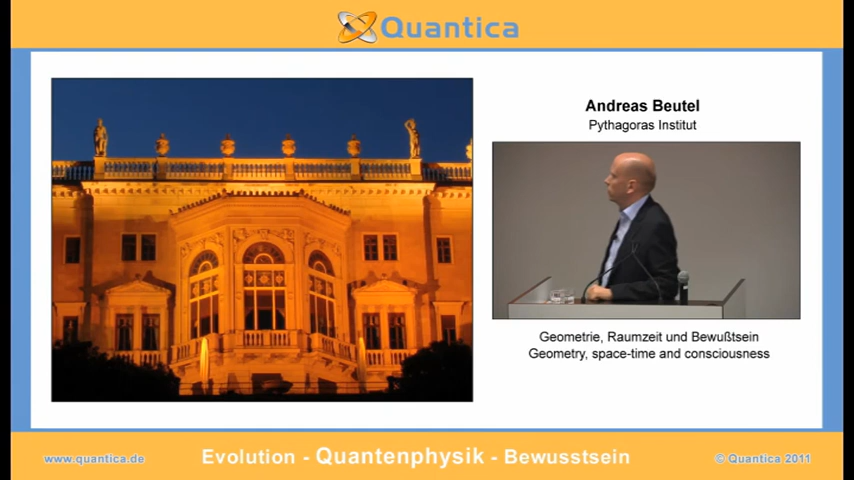 Quantica
Andreas Beutel
Pythagoras Institut
Geometrie, Raumzeit und Bewußtsein
Geometry, space-time and consciousness
www.quantica.de
Evolution - Quantenphysik - Bewusstsein
© Quantica 2011